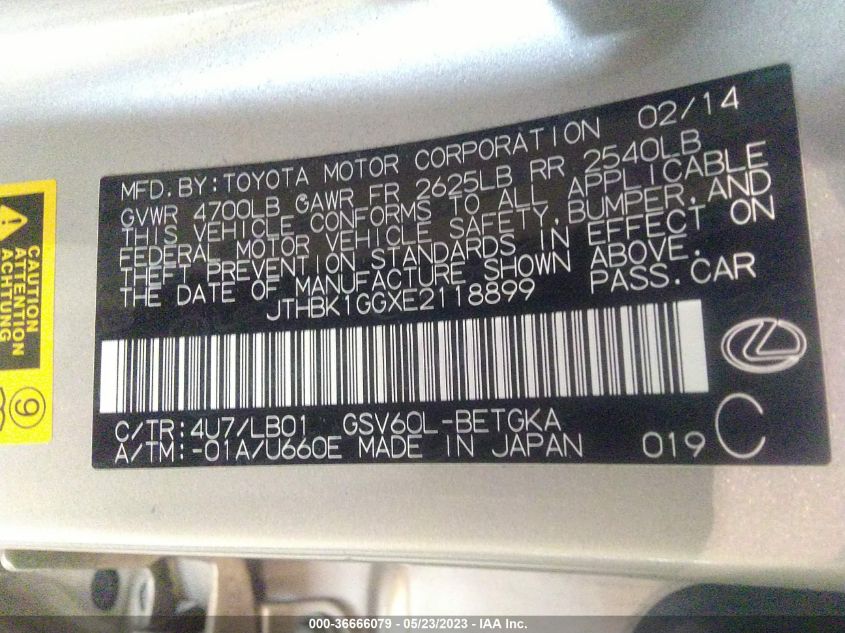 MFD.BY:TOYOTA MOTOR CORPORATION 02/14
GVWR 4700LB GAWR FR 2625LB RR 2540LB
THIS VEHICLE CONFORMS TO ALL APPLICABLE
FEDERAL MOTOR VEHICLE SAFETY,BUMPER,AND
THEFT PREVENTION STANDARDS IN EFFECT ON
THE DATE OF MANUFACTURE SHOWN ABOVE.
JTHBK1GGXE2118899 PASS.CAR
C/TR:4U7/LB01 GSV60L-BETGKA
A/TM:-01A/U660E MADE IN JAPAN 019 C
CAUTION
ATTENTION
ACHTUNG
9
000-36666079 - 05/23/2023 - IAA Inc.